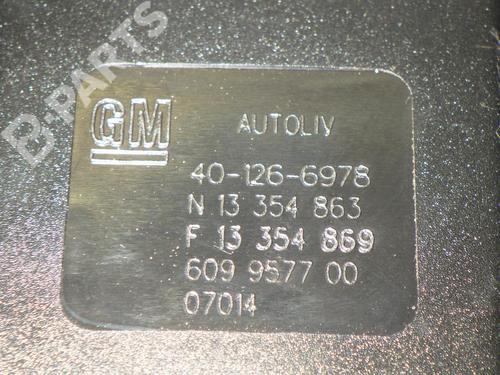 B-PARTS
GM
AUTOLIV
40-126-6978
N 13 354 863
F 13 354 869
609 9577 00
07014